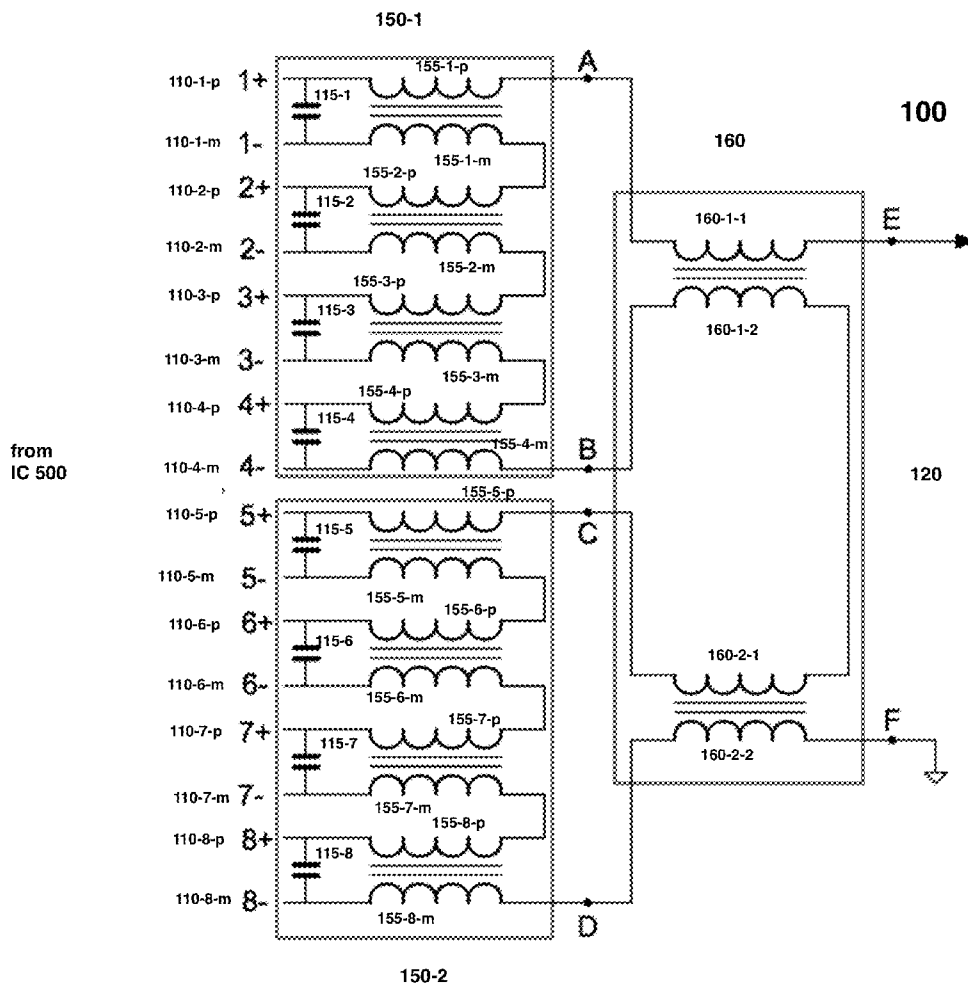 150-1
A
110-1-p 1+ 115-1 155-1-p
100
110-1-m 1- 155-1-m
160
110-2-p 2+ 115-2 155-2-p
160-1-1 E
110-2-m 2- 155-2-m
110-3-p 3+ 115-3 155-3-p
160-1-2
110-3-m 3- 155-3-m
110-4-p 4+ 115-4 155-4-p
155-4-m B
from
IC 500
110-4-m 4-
120
155-5-p
110-5-p 5+ 115-5 C
110-5-m 5- 155-5-m
110-6-p 6+ 115-6 155-6-p
160-2-1
110-6-m 6- 155-6-m
110-7-p 7+ 115-7 155-7-p F
160-2-2
110-7-m 7- 155-7-m
110-8-p 8+ 115-8 155-8-p
110-8-m 8- 155-8-m D
150-2